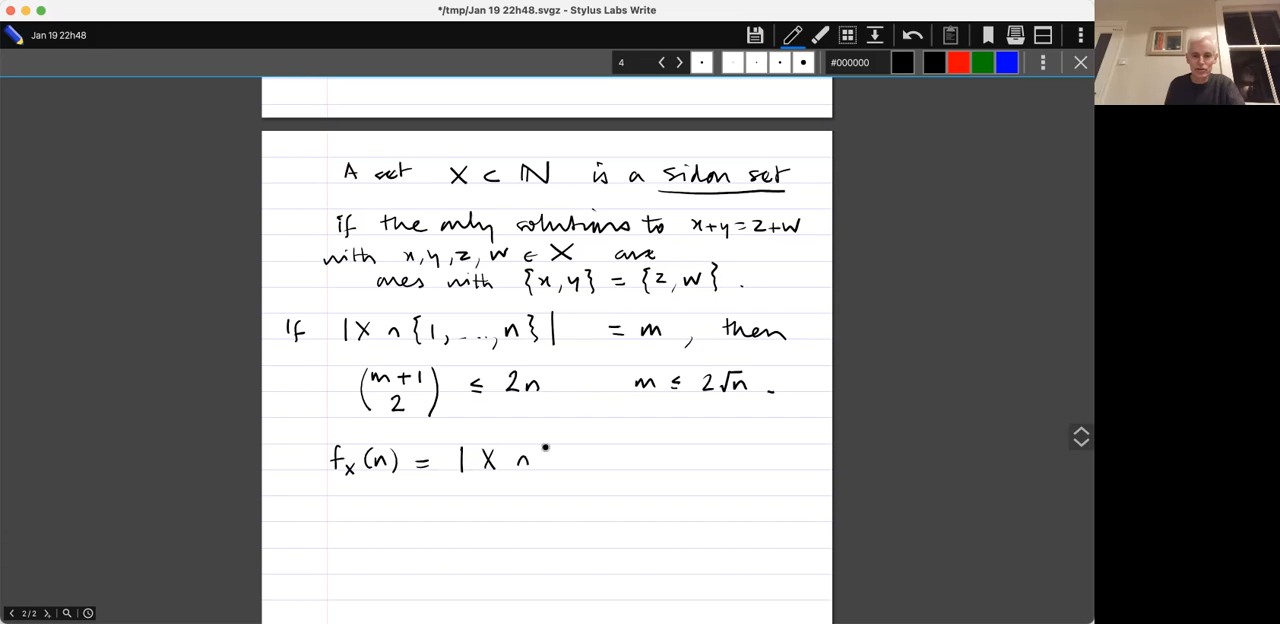 */tmp/Jan 19 22h48.svgz - Stylus Labs Write
Jan 19 22h48
4
#000000
A set X ⊂ ℕ is a sidon set
if the only solutions to x+y=z+w
with x,y,z,w ∈ X are
ones with {x,y} = {z,w}.
If |X ∩ {1,...,n}| = m, then
(m+1 2) ≤ 2n m ≤ 2√n.
f_X(n) = |X ∩
2/2